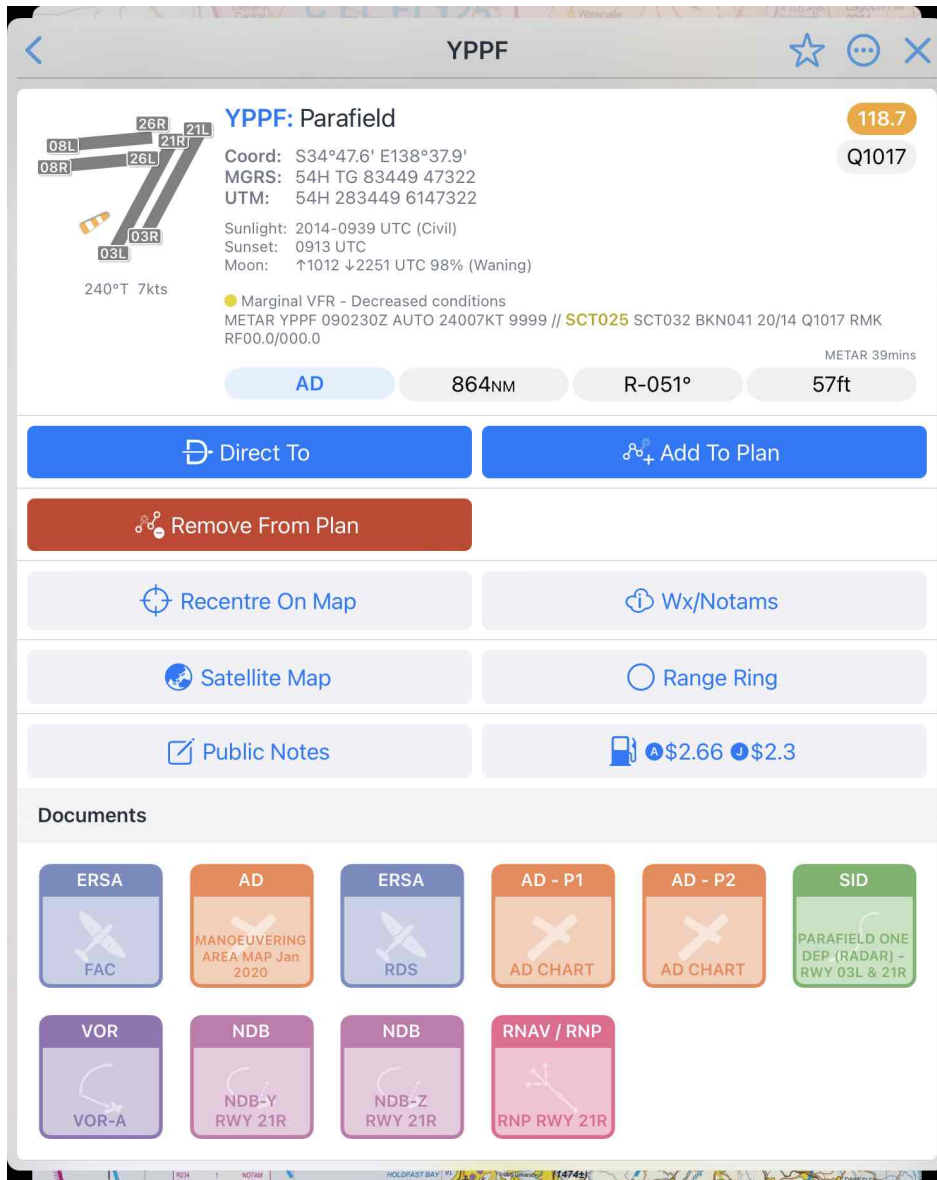 YPPF
26R 21L
08L 21R
08R 26L
03R
03L
240°T 7kts
YPPF: Parafield
118.7
Q1017
Coord: S34°47.6' E138°37.9'
MGRS: 54H TG 83449 47322
UTM: 54H 283449 6147322
Sunlight: 2014-0939 UTC (Civil)
Sunset: 0913 UTC
Moon: ↑1012 ↓2251 UTC 98% (Waning)
Marginal VFR - Decreased conditions
METAR YPPF 090230Z AUTO 24007KT 9999 // SCT025 SCT032 BKN041 20/14 Q1017 RMK
RF00.0/000.0
METAR 39mins
AD 864NM R-051° 57ft
Direct To Add To Plan
Remove From Plan
Recentre On Map Wx/Notams
Satellite Map Range Ring
Public Notes A $2.66 J $2.3
Documents
ERSA
FAC
AD
MANOEUVERING
AREA MAP Jan
2020
ERSA
RDS
AD - P1
AD CHART
AD - P2
AD CHART
SID
PARAFIELD ONE
DEP (RADAR) -
RWY 03L & 21R
VOR
VOR-A
NDB
NDB-Y
RWY 21R
NDB
NDB-Z
RWY 21R
RNAV / RNP
RNP RWY 21R
R234 1 NOTAM HOLDFAST BAY